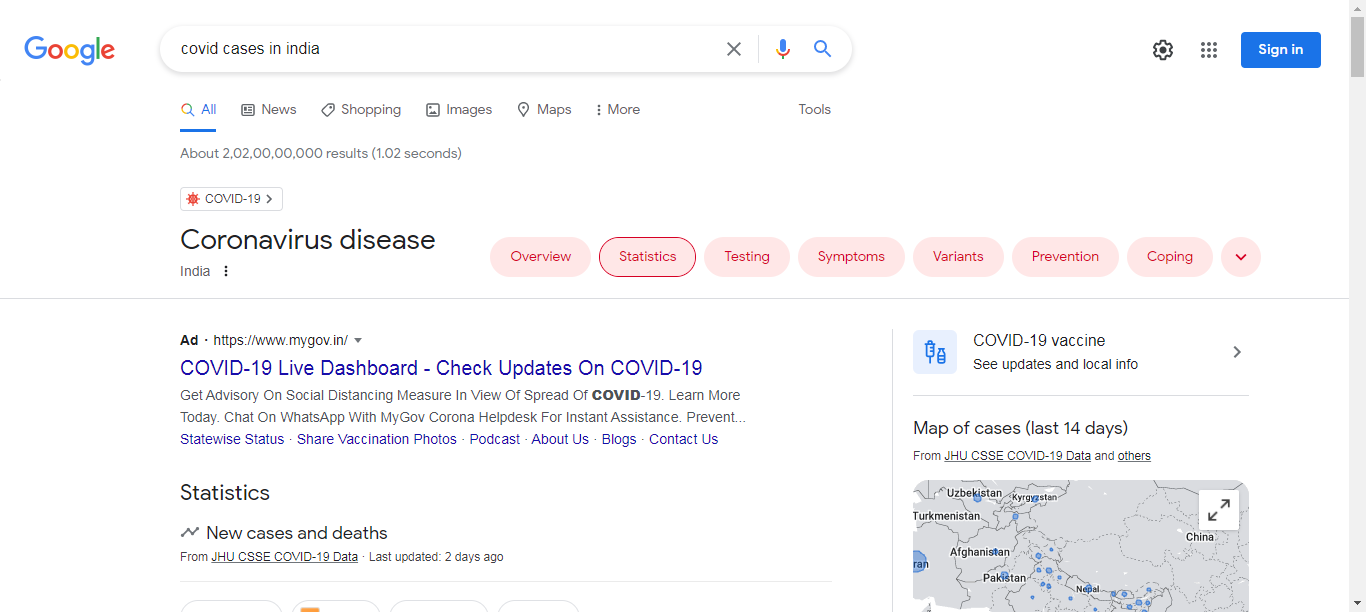 Google
covid cases in india
Sign in
All News Shopping Images Maps More Tools
About 2,02,00,00,000 results (1.02 seconds)
COVID-19
Coronavirus disease
India
Overview Statistics Testing Symptoms Variants Prevention Coping
Ad · https://www.mygov.in/
COVID-19 Live Dashboard - Check Updates On COVID-19
Get Advisory On Social Distancing Measure In View Of Spread Of COVID-19. Learn More
Today. Chat On WhatsApp With MyGov Corona Helpdesk For Instant Assistance. Prevent...
Statewise Status · Share Vaccination Photos · Podcast · About Us · Blogs · Contact Us
Statistics
New cases and deaths
From JHU CSSE COVID-19 Data · Last updated: 2 days ago
COVID-19 vaccine
See updates and local info
Map of cases (last 14 days)
From JHU CSSE COVID-19 Data and others
Uzbekistan
Kyrgyzstan
Turkmenistan
China
Afghanistan
ran
Pakistan
Nepal